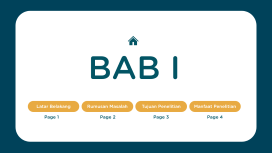 BAB I
Latar Belakang Rumusan Masalah Tujuan Penelitian Manfaat Penelitian
Page 1 Page 2 Page 3 Page 4